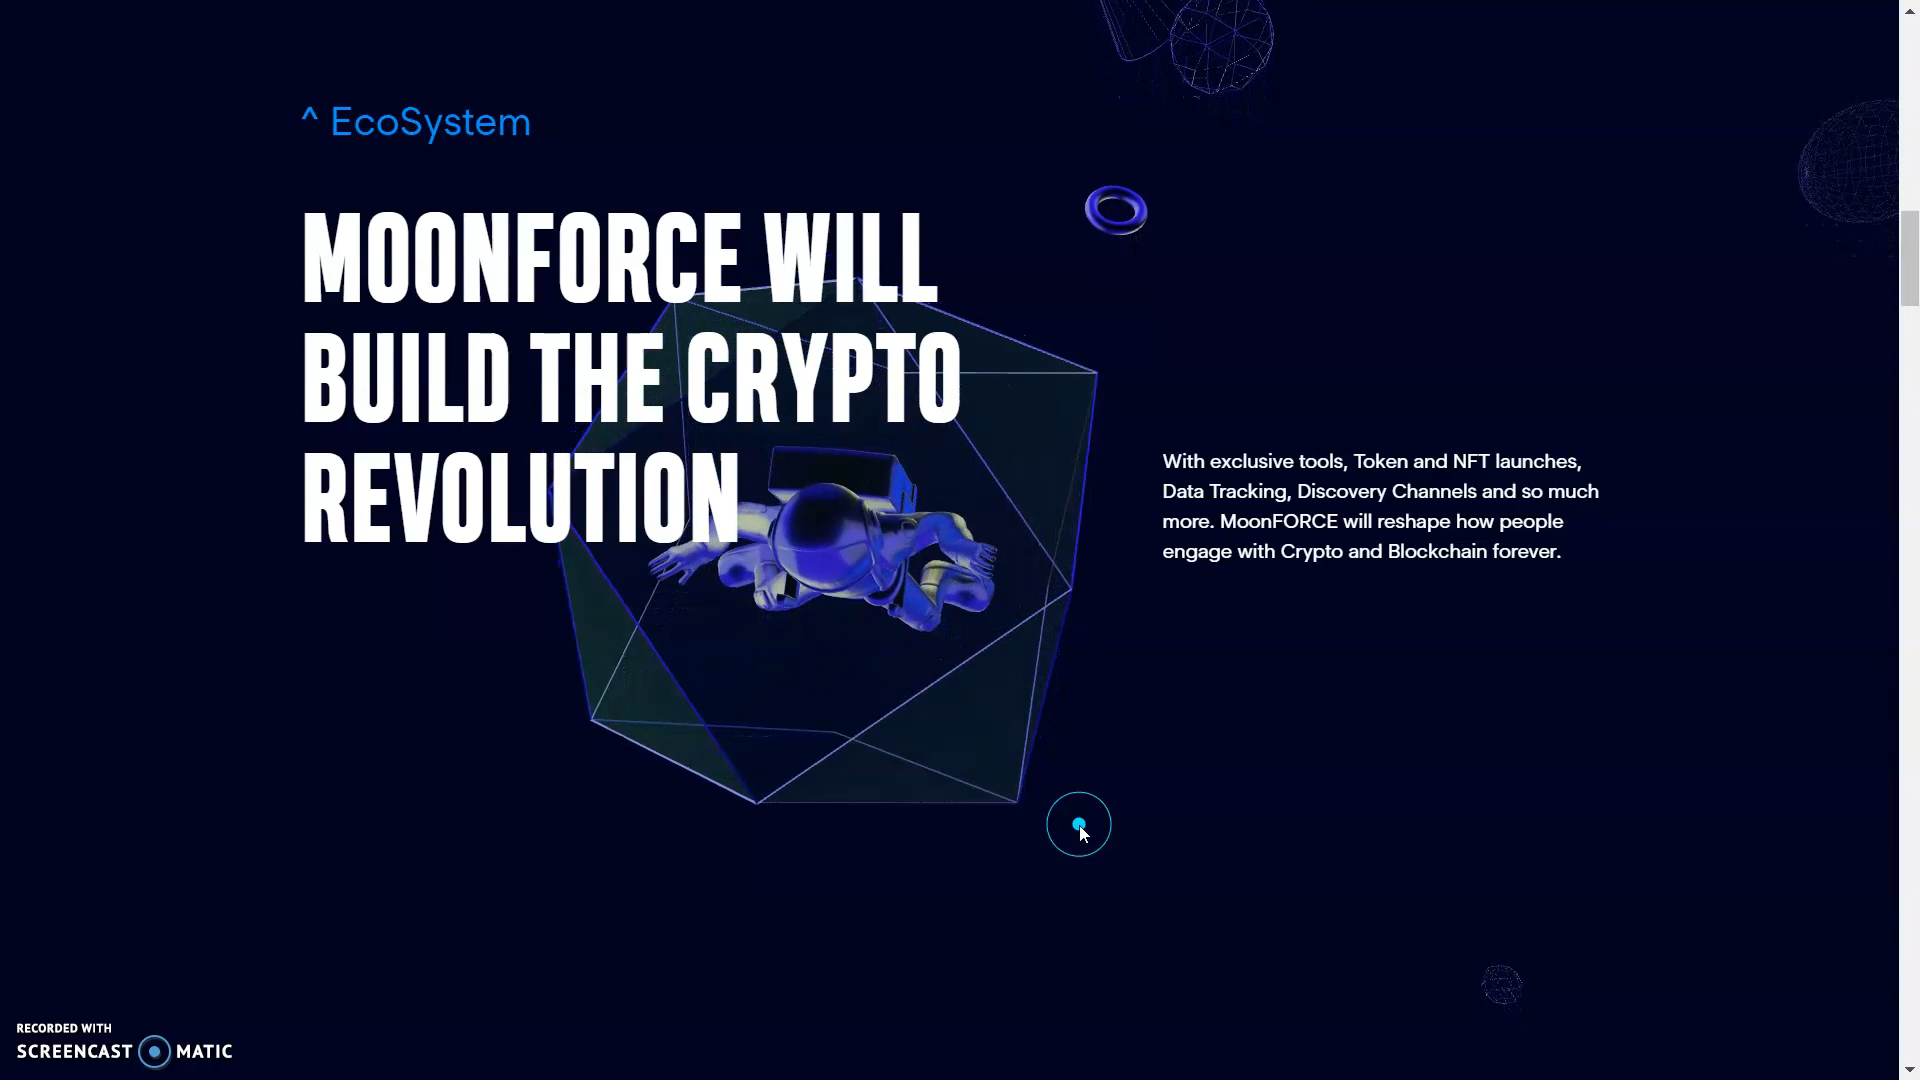 ^ EcoSystem
MOONFORCE WILL
BUILD THE CRYPTO
REVOLUTION
With exclusive tools, Token and NFT launches,
Data Tracking, Discovery Channels and so much
more. MoonFORCE will reshape how people
engage with Crypto and Blockchain forever.
RECORDED WITH
SCREENCAST MATIC